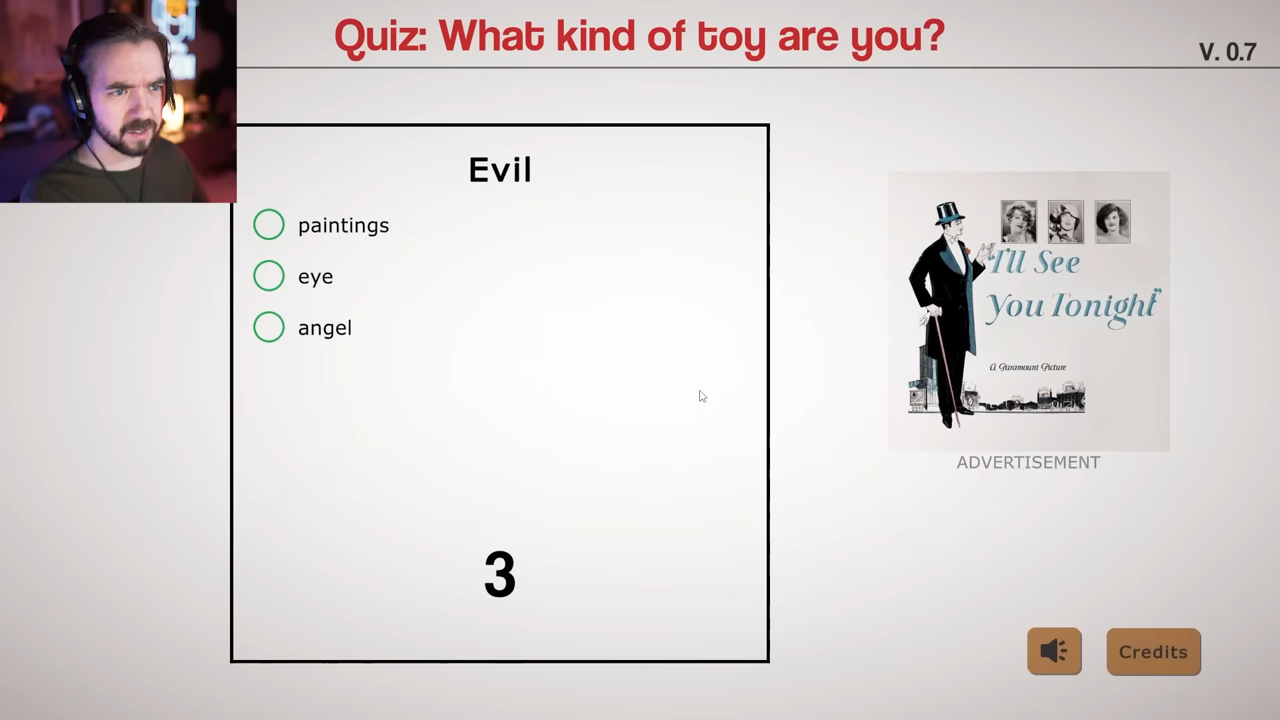 Quiz: What kind of toy are you?
V. 0.7
Evil
paintings
eye
angel
3
"I'll See
You Tonight"
A Paramount Picture
ADVERTISEMENT
Credits